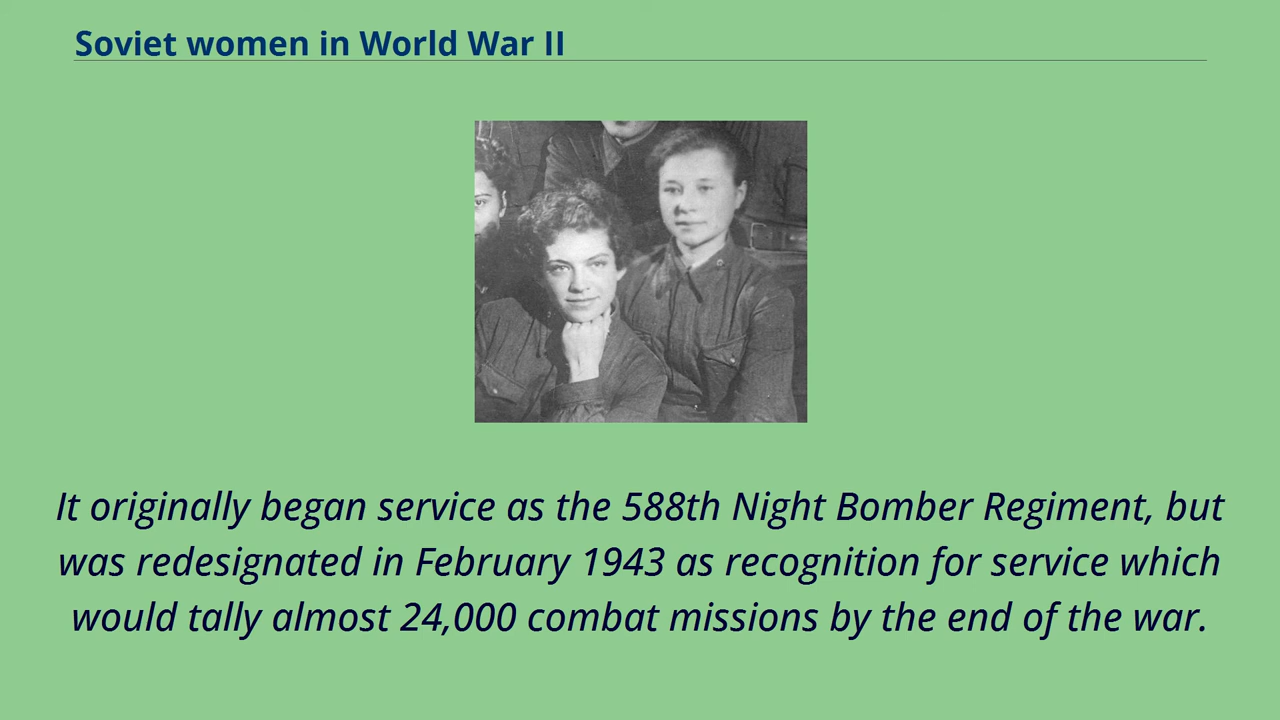 Soviet women in World War II
It originally began service as the 588th Night Bomber Regiment, but
was redesignated in February 1943 as recognition for service which
would tally almost 24,000 combat missions by the end of the war.